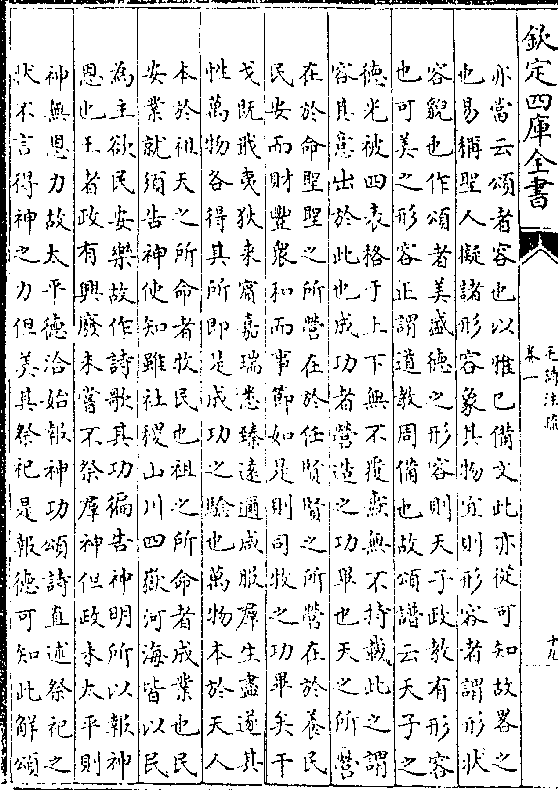 欽定四庫全書
毛詩注疏
卷一
十九
亦當云頌者容也以雅已備文此亦從可知故畧之
也易稱聖人擬諸形容象其物宜則形容者謂形狀
容貌也作頌者美盛德之形容則天子政教有形容
也可美之形容正謂道教周備也故頌譜云天子之
德光被四表格于上下無不覆燾無不持載此之謂
容其意出於此也成功者營造之功畢也天之所營
在於命聖聖之所營在於任賢賢之所營在於養民
民安而財豐衆和而事節如是則司牧之功畢矣干
戈既戢夷狄來賓嘉瑞悉臻遠邇咸服羣生盡遂其
性萬物各得其所即是成功之驗也萬物本於天人
本於祖天之所命者牧民也祖之所命者成業也民
安業就須告神使知雖社稷山川四嶽河海皆以民
為主欲民安樂故作詩歌其功徧告神明所以報神
恩也王者政有興廢未嘗不祭羣神但政未太平則
神無恩力故太平德洽始報神功頌詩直述祭祀之
狀不言得神之力但美其祭祀是報德可知此解頌